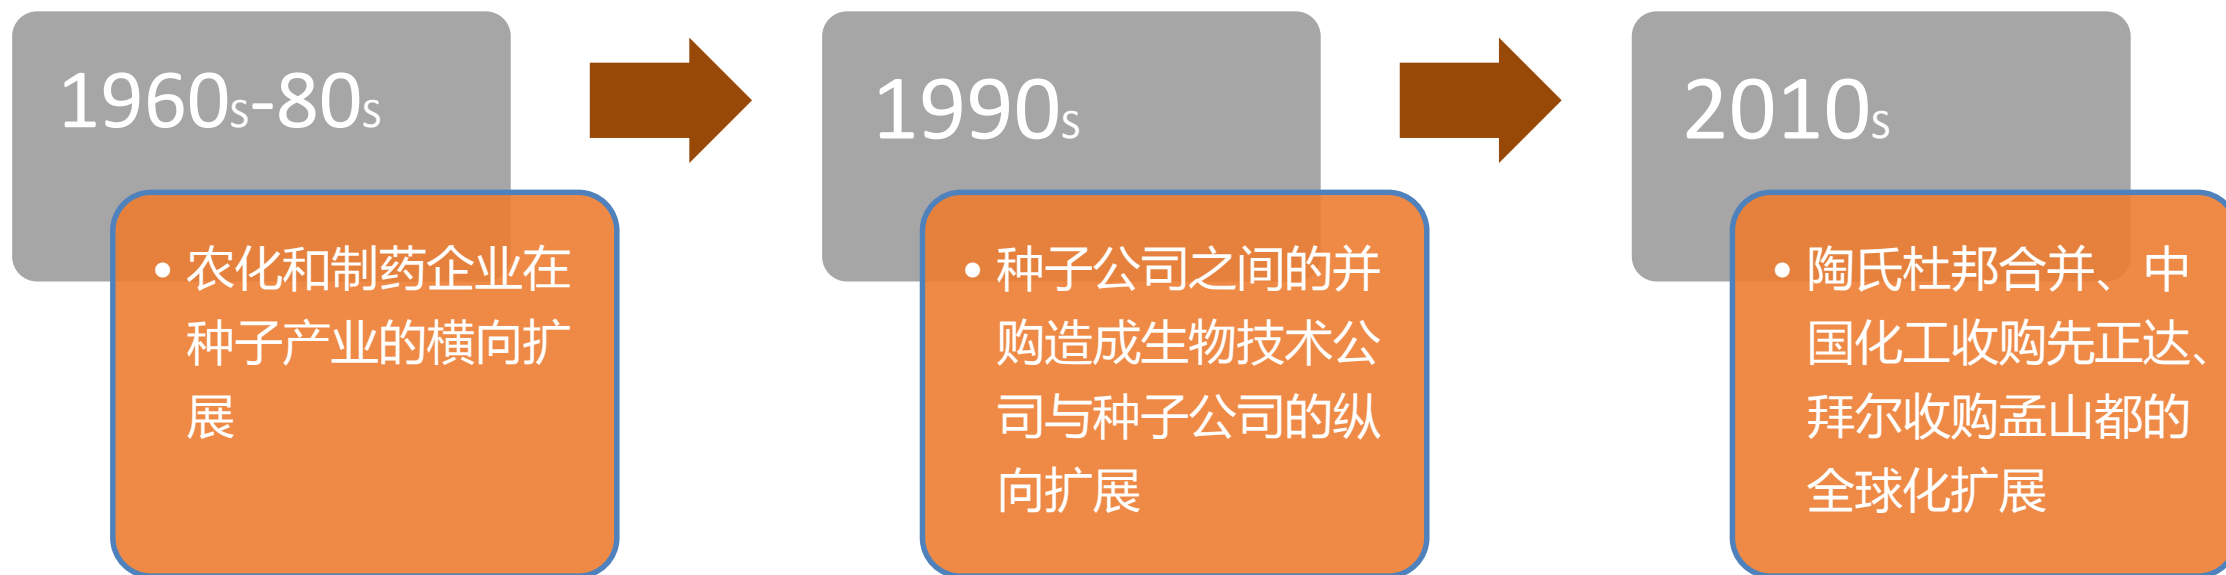 1960s-80s
• 农化和制药企业在
种子产业的横向扩
展
1990s
• 种子公司之间的并
购造成生物技术公
司与种子公司的纵
向扩展
2010s
• 陶氏杜邦合并、中
国化工收购先正达、
拜尔收购孟山都的
全球化扩展